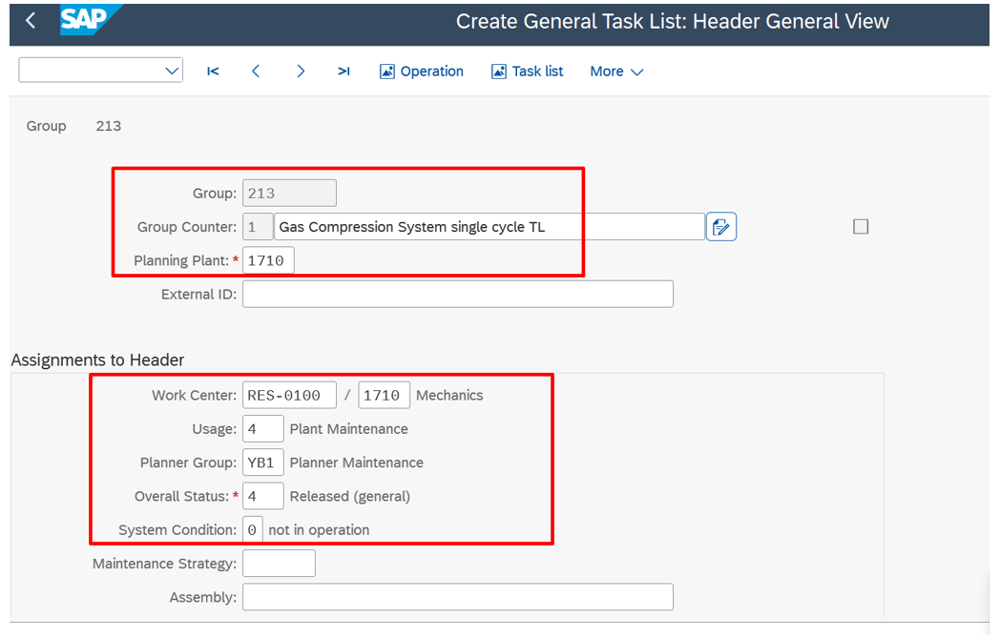 SAP Create General Task List: Header General View
Operation Task list More
Group 213
Group: 213
Group Counter: 1 Gas Compression System single cycle TL
Planning Plant: * 1710
External ID:
Assignments to Header
Work Center: RES-0100 / 1710 Mechanics
Usage: 4 Plant Maintenance
Planner Group: YB1 Planner Maintenance
Overall Status: * 4 Released (general)
System Condition: 0 not in operation
Maintenance Strategy:
Assembly: